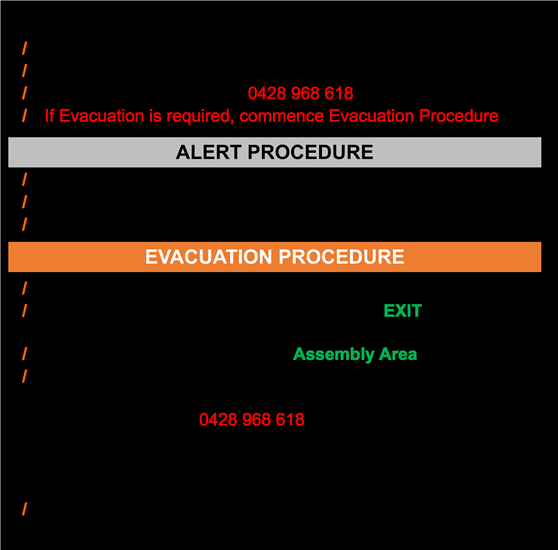 /
/
/ 0428 968 618
/ If Evacuation is required, commence Evacuation Procedure
ALERT PROCEDURE
/
/
/
EVACUATION PROCEDURE
/
/ EXIT
/ Assembly Area
/
0428 968 618
/